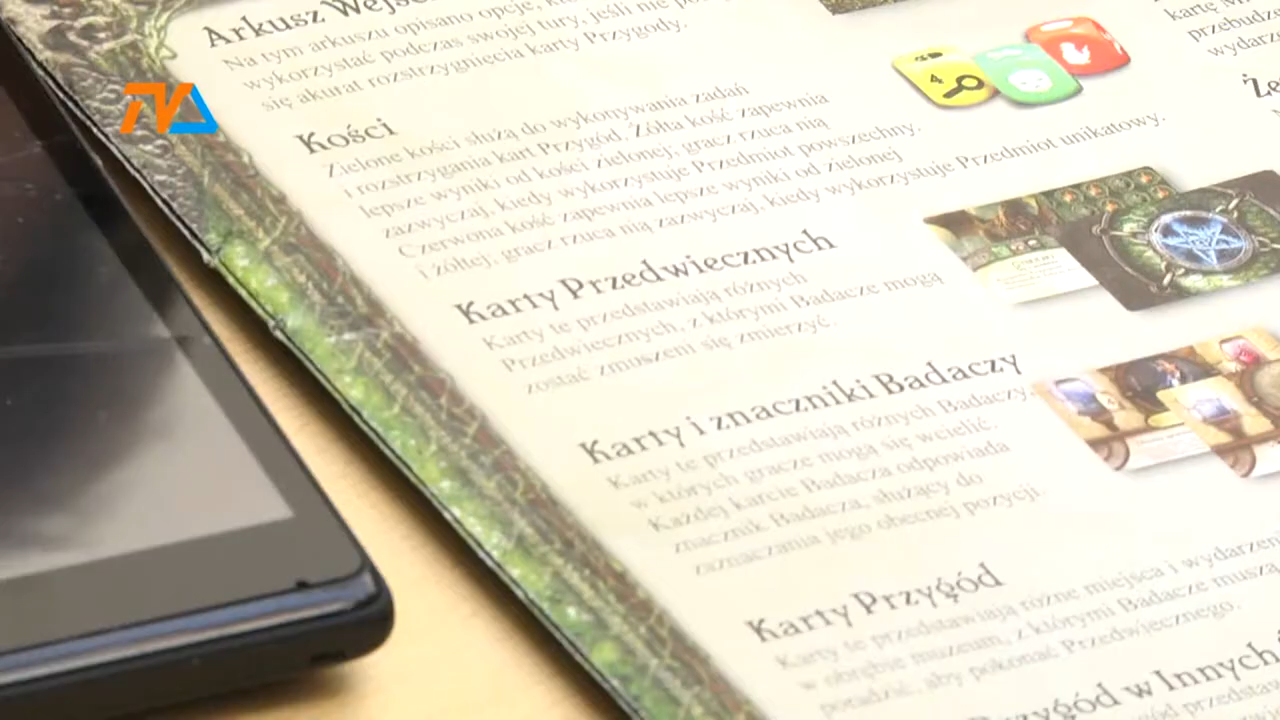 TVA
Arkusz Wejśc
Na tym arkuszu opisano opcje,
wykorzystać podczas swojej tury, jeśli nie
się akurat rozstrzygnięcia karty Przygody.
Kości
Zielone kości służą do wykonywania zadań
i rozstrzygania kart Przygód. Żółta kość zapewnia
lepsze wyniki od kości zielonej; gracz rzuca nią
zazwyczaj, kiedy wykorzystuje Przedmiot powszechny.
Czerwona kość zapewnia lepsze wyniki od zielonej
i żółtej; gracz rzuca nią zazwyczaj, kiedy wykorzystuje Przedmiot unikatowy.
4
Karty Przedwiecznych
Karty te przedstawiają różnych
Przedwiecznych, z którymi Badacze mogą
zostać zmuszeni się zmierzyć.
Karty i znaczniki Badaczy
Karty te przedstawiają różnych Badaczy,
w których gracze mogą się wcielić.
Każdej karcie Badacza odpowiada
znacznik Badacza, służący do
zaznaczania jego obecnej pozycji.
Karty Przygód
Karty te przedstawiają różne miejsca i wydarzen
w obrębie muzeum, z którymi Badacze muszą
poradzić, aby pokonać Przedwiecznego.
Przygód w Innych
kartę
przebudz
wydarze